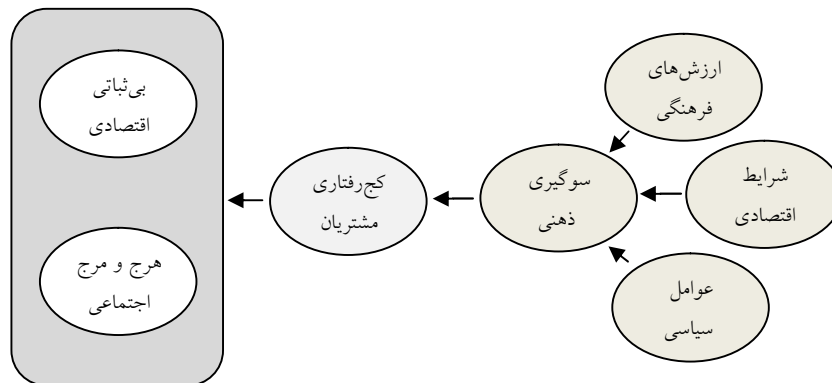 ارزش‌های
فرهنگی
شرایط
اقتصادی
عوامل
سیاسی
سوگیری
ذهنی
کج‌رفتاری
مشتریان
بی‌ثباتی
اقتصادی
هرج و مرج
اجتماعی